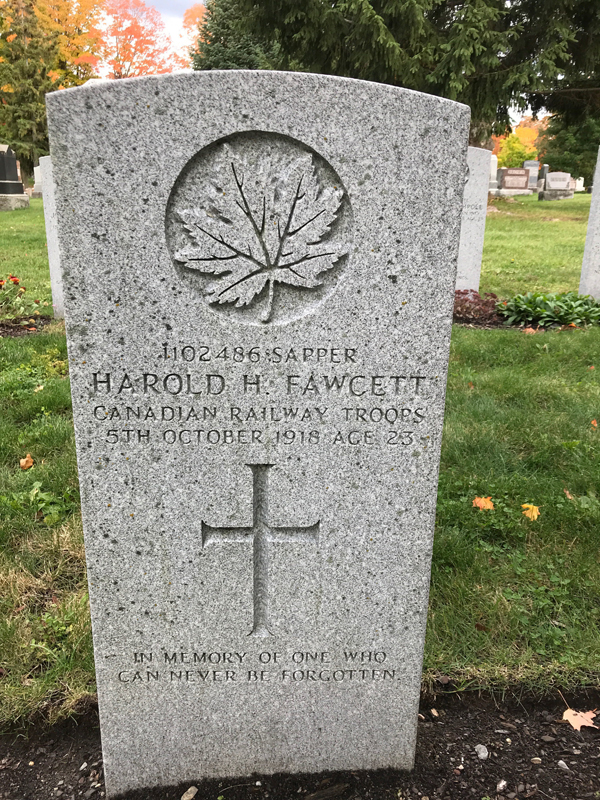 1102486 SAPPER
HAROLD H. FAWCETT
CANADIAN RAILWAY TROOPS
5TH OCTOBER 1918 AGE 23
IN MEMORY OF ONE WHO
CAN NEVER BE FORGOTTEN.